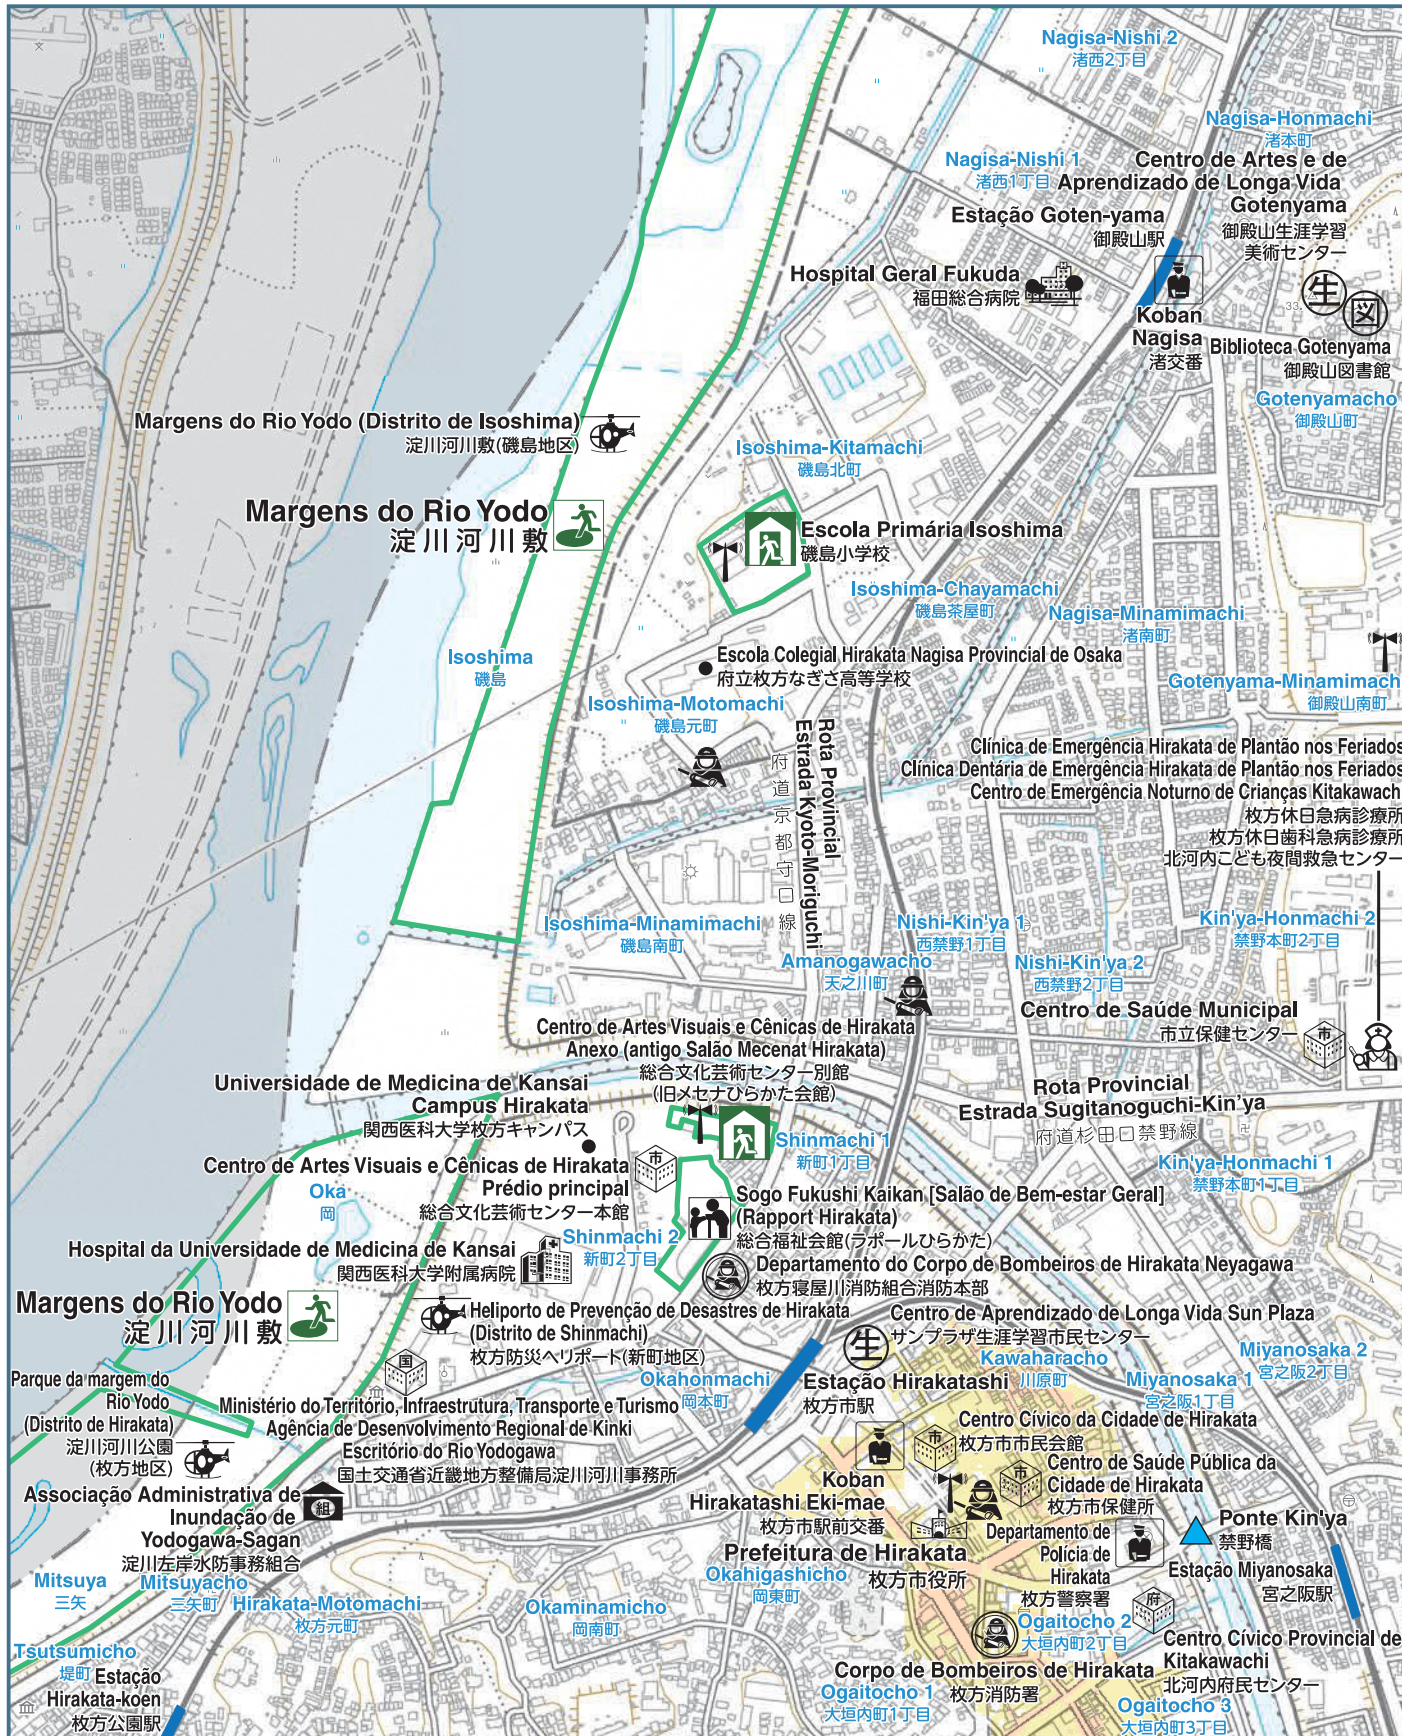 Nagisa-Nishi 2
渚西2丁目
Nagisa-Honmachi
渚本町
Nagisa-Nishi 1
渚西1丁目
Centro de Artes e de
Aprendizado de Longa Vida
Gotenyama
御殿山生涯学習
美術センター
Estação Goten-yama
御殿山駅
Hospital Geral Fukuda
福田総合病院
生
図
33.
Koban
Nagisa
渚交番
Biblioteca Gotenyama
御殿山図書館
Gotenyamacho
御殿山町
Margens do Rio Yodo (Distrito de Isoshima)
淀川河川敷(磯島地区)
Isoshima-Kitamachi
磯島北町
Margens do Rio Yodo
淀川河川敷
Escola Primária Isoshima
磯島小学校
Isoshima-Chayamachi
磯島茶屋町
Nagisa-Minamimachi
渚南町
Isoshima
磯島
Escola Colegial Hirakata Nagisa Provincial de Osaka
府立枚方なぎさ高等学校
Gotenyama-Minamimach
御殿山南町
Isoshima-Motomachi
磯島元町
Rota Provincial
Estrada Kyoto-Moriguchi
府道京都守口線
Clínica de Emergência Hirakata de Plantão nos Feriados
Clínica Dentária de Emergência Hirakata de Plantão nos Feriados
Centro de Emergência Noturno de Crianças Kitakawach
枚方休日急病診療所
枚方休日歯科急病診療所
北河内こども夜間救急センター
Isoshima-Minamimachi
磯島南町
Nishi-Kin'ya 1
西禁野1丁目
Kin'ya-Honmachi 2
禁野本町2丁目
Amanogawacho
天之川町
Nishi-Kin'ya 2
西禁野2丁目
Centro de Saúde Municipal
市立保健センター
市
Centro de Artes Visuais e Cênicas de Hirakata
Anexo (antigo Salão Mecenat Hirakata)
総合文化芸術センター別館
(旧メセナひらかた会館)
Universidade de Medicina de Kansai
Campus Hirakata
関西医科大学枚方キャンパス
Rota Provincial
Estrada Sugitanoguchi-Kin'ya
府道杉田口禁野線
Shinmachi 1
新町1丁目
Centro de Artes Visuais e Cênicas de Hirakata
Prédio principal
総合文化芸術センター本館
市
Kin'ya-Honmachi 1
禁野本町1丁目
Oka
岡
Sogo Fukushi Kaikan [Salão de Bem-estar Geral]
(Rapport Hirakata)
総合福祉会館(ラポールひらかた)
Shinmachi 2
新町2丁目
Hospital da Universidade de Medicina de Kansai
関西医科大学附属病院
Departamento do Corpo de Bombeiros de Hirakata Neyagawa
枚方寝屋川消防組合消防本部
Margens do Rio Yodo
淀川河川敷
Heliporto de Prevenção de Desastres de Hirakata
(Distrito de Shinmachi)
枚方防災ヘリポート(新町地区)
Centro de Aprendizado de Longa Vida Sun Plaza
サンプラザ生涯学習市民センター
生
Kawaharacho
川原町
Miyanosaka 2
宮之阪2丁目
国
Okahonmachi
岡本町
Estação Hirakatashi
枚方市駅
Miyanosaka 1
宮之阪1丁目
Parque da margem do
Rio Yodo
(Distrito de Hirakata)
淀川河川公園
(枚方地区)
Ministério do Território, Infraestrutura, Transporte e Turismo
Agência de Desenvolvimento Regional de Kinki
Escritório do Rio Yodogawa
国土交通省近畿地方整備局淀川河川事務所
Centro Cívico da Cidade de Hirakata
枚方市市民会館
市
Centro de Saúde Pública da
Cidade de Hirakata
枚方市保健所
市
Koban
Hirakatashi Eki-mae
枚方市駅前交番
Associação Administrativa de
Inundação de
Yodogawa-Sagan
淀川左岸水防事務組合
組
Departamento de
Polícia de
Hirakata
枚方警察署
Ponte Kin'ya
禁野橋
Prefeitura de Hirakata
枚方市役所
Okahigashicho
岡東町
Estação Miyanosaka
宮之阪駅
Mitsuya
三矢
Mitsuyacho
三矢町
Hirakata-Motomachi
枚方元町
Okaminamicho
岡南町
府
Ogaitocho 2
大垣内町2丁目
Centro Cívico Provincial de
Kitakawachi
北河内府民センター
Tsutsumicho
堤町
Estação
Hirakata-koen
枚方公園駅
Corpo de Bombeiros de Hirakata
枚方消防署
Ogaitocho 1
大垣内町1丁目
Ogaitocho 3
大垣内町3丁目